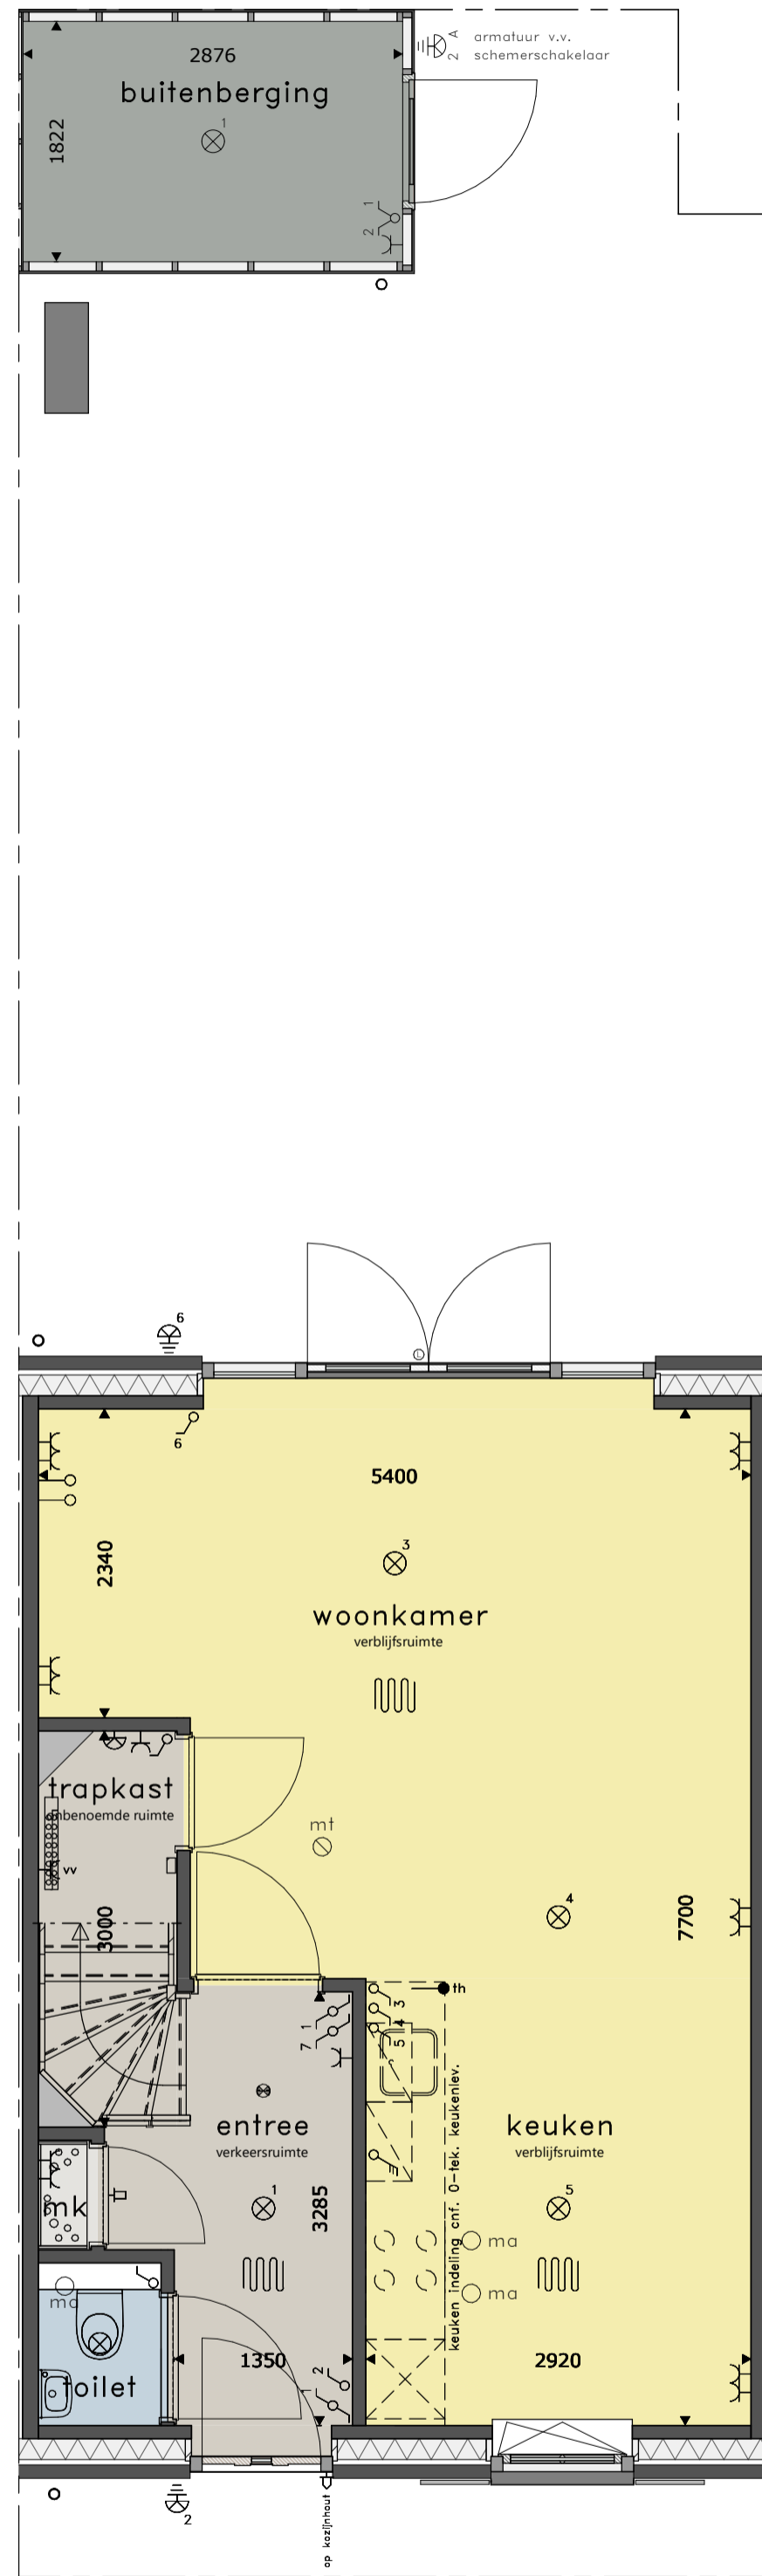 2876
buitenberging
1822
1
1
2
A
2
armatuur v.v.
schemerschakelaar
6
L
6
5400
3
2340
woonkamer
verblijfsruimte
trapkast
onbenoemde ruimte
mt
vv
3000
4
7700
th
3
4
5
1
7
entree
verkeersruimte
keuken
verblijfsruimte
keuken indeling cnf. 0-tek. keukenlev.
mk
1
3285
5
ma
ma
ma
toilet
1350
2
1
2920
2
op kozijnhout